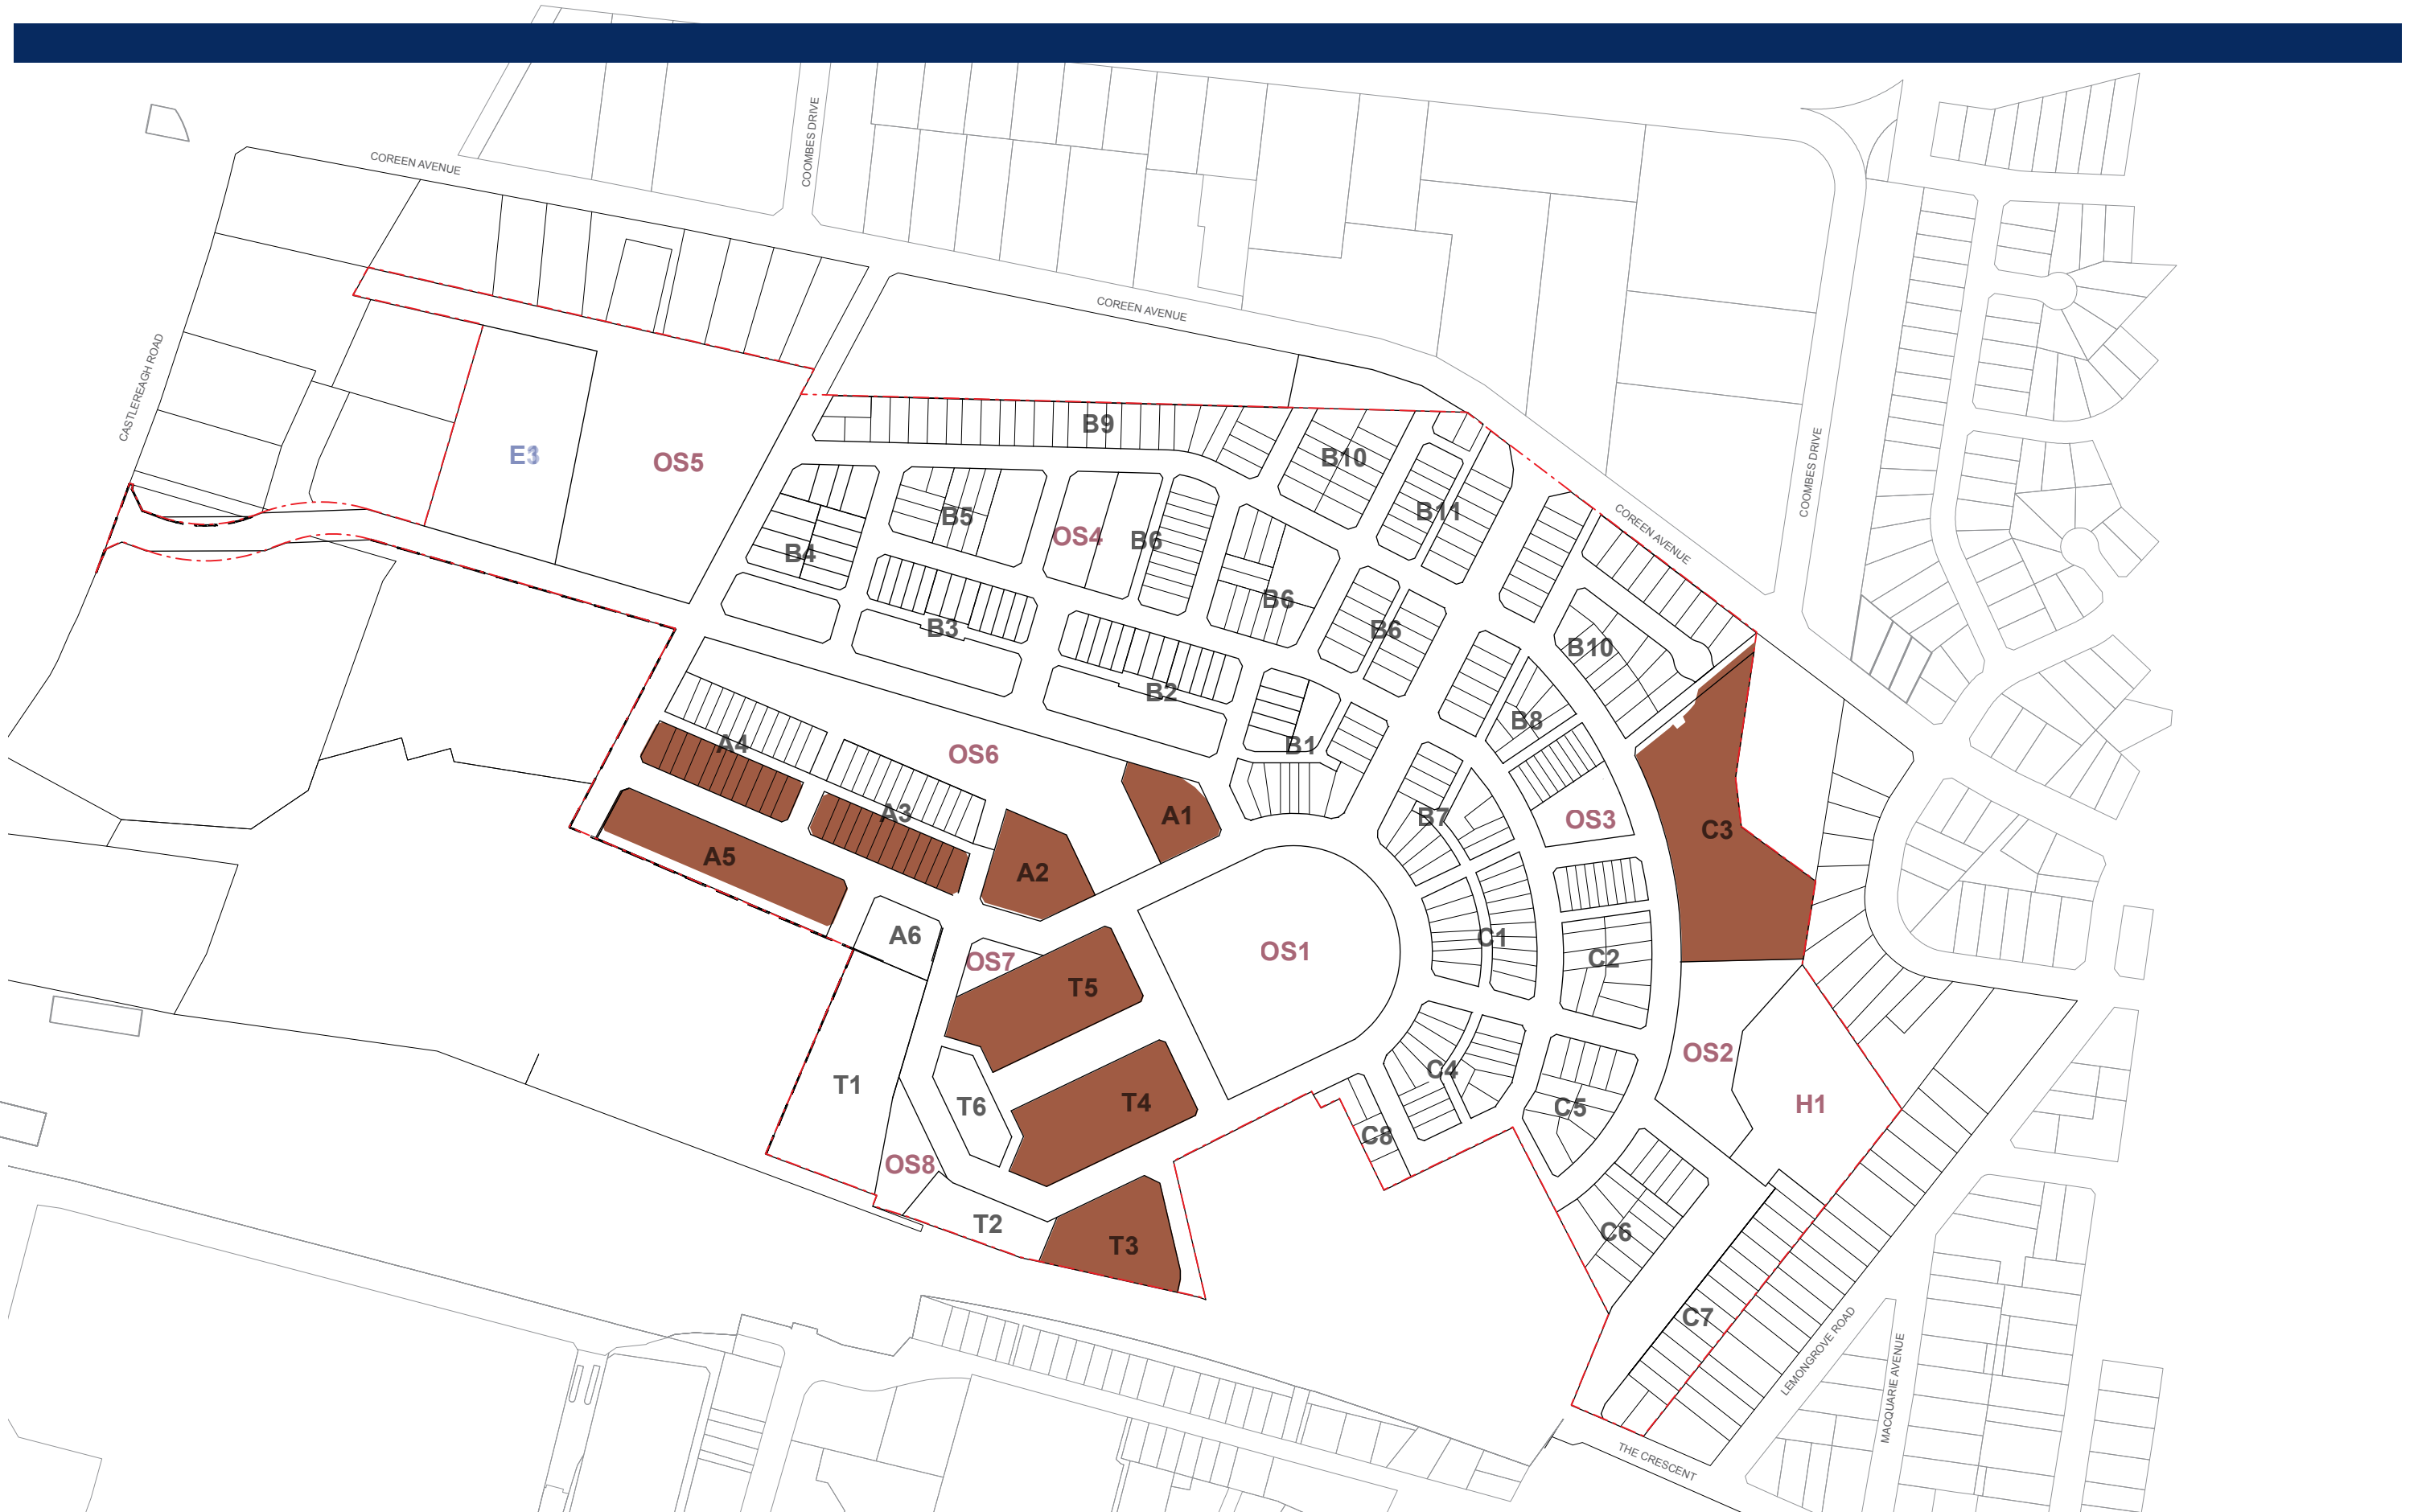 COREEN AVENUE
COOMBES DRIVE
COREEN AVENUE
CASTLEREAGH ROAD
B9
E3
OS5
B10
COOMBES DRIVE
B5
B11
OS4
B6
COREEN AVENUE
B4
B6
B3
B6
B10
B2
B8
A4
OS6
B1
A3
A1
B7
OS3
C3
A5
A2
A6
OS7
T5
OS1
C1
C2
T1
T6
T4
C4
OS2
C5
H1
OS8
C8
T2
T3
C6
C7
LEMONGROVE ROAD
MACQUARIE AVENUE
THE CRESCENT